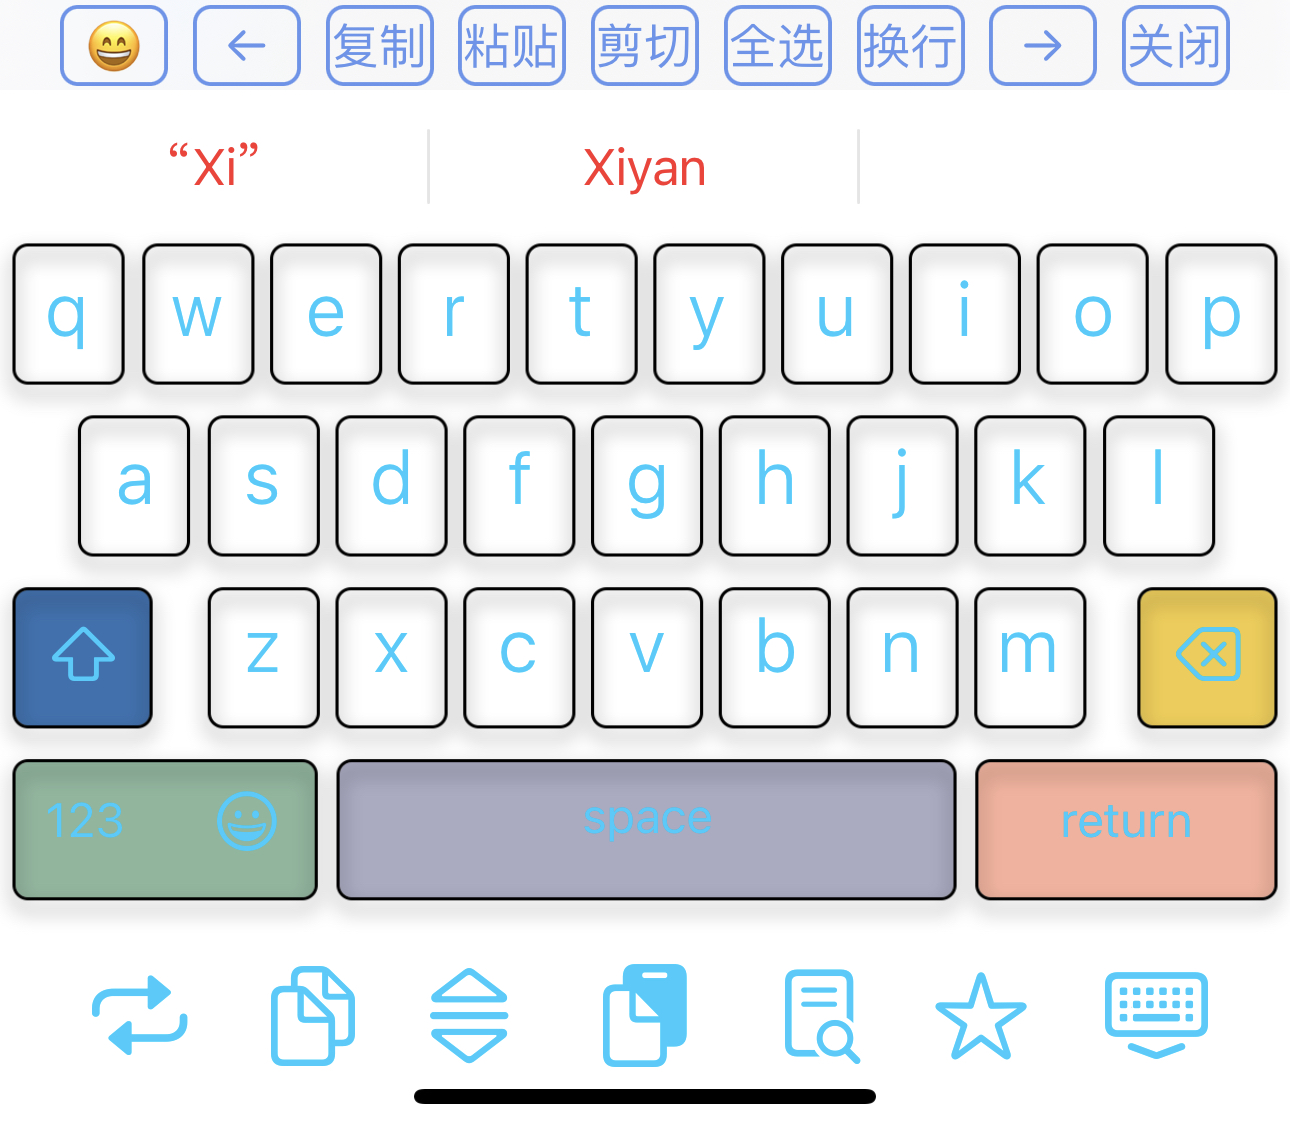 😄 ← 复制 粘贴 剪切 全选 换行 → 关闭
“Xi” Xiyan
q w e r t y u i o p
a s d f g h j k l
z x c v b n m
123 space return